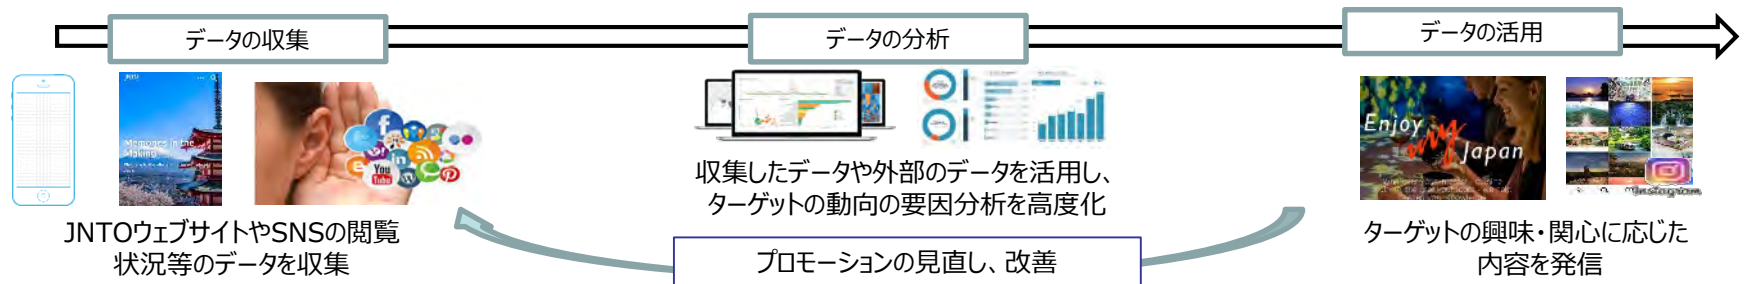 データの収集
データの分析
データの活用
JNTO
Memories in the
Making
You
Tube
Enjoy
my
Japan
Instagram
JNTOウェブサイトやSNSの閲覧
状況等のデータを収集
収集したデータや外部のデータを活用し、
ターゲットの動向の要因分析を高度化
ターゲットの興味・関心に応じた
内容を発信
プロモーションの見直し、改善